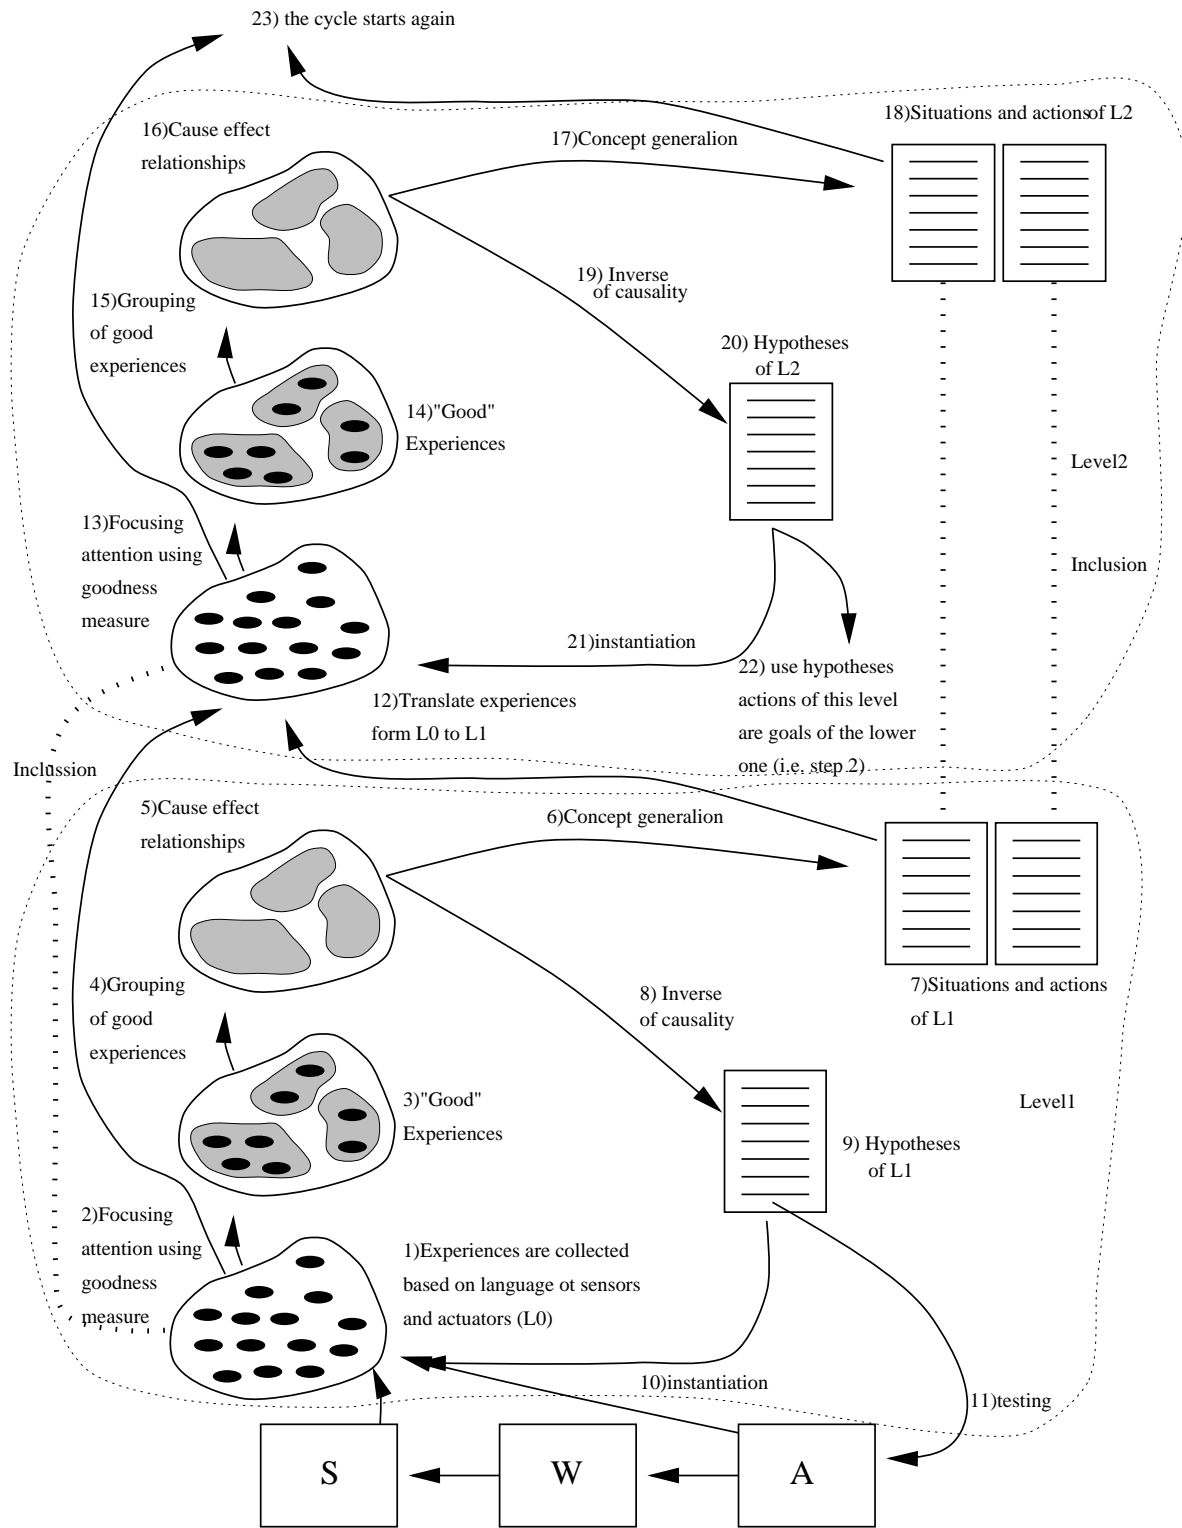 23) the cycle starts again
18)Situations and actionsof L2
16)Cause effect
relationships
17)Concept generalion
19) Inverse
of causality
15)Grouping
of good
experiences
20) Hypotheses
of L2
14)"Good"
Experiences
Level2
13)Focusing
attention using
goodness
measure
Inclusion
21)instantiation
22) use hypotheses
actions of this level
are goals of the lower
one (i.e. step 2)
12)Translate experiences
form L0 to L1
Inclussion
5)Cause effect
relationships
6)Concept generalion
4)Grouping
of good
experiences
8) Inverse
of causality
7)Situations and actions
of L1
3)"Good"
Experiences
Level1
9) Hypotheses
of L1
2)Focusing
attention using
goodness
measure
1)Experiences are collected
based on language ot sensors
and actuators (L0)
10)instantiation
11)testing
S
W
A